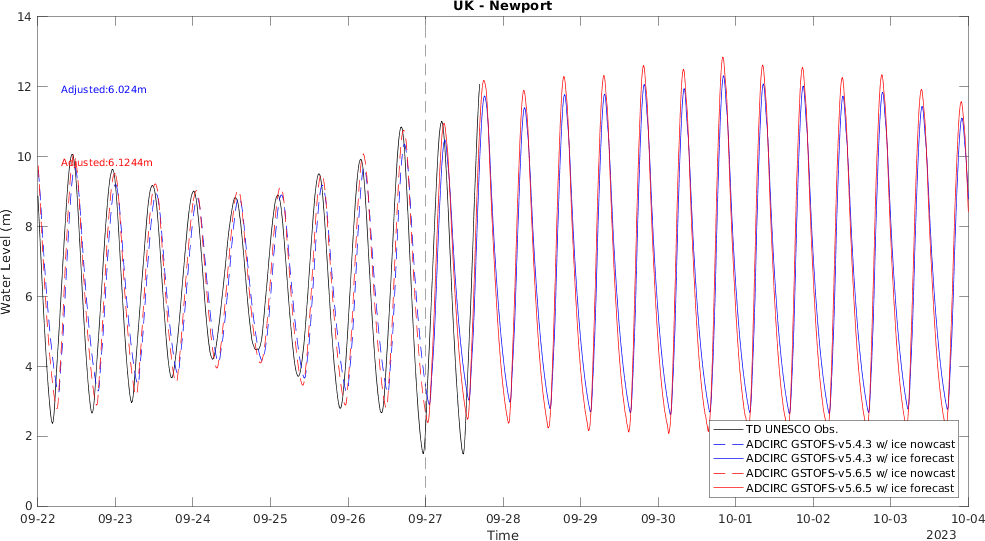 UK - Newport
14
12
10
8
6
4
2
0
Water Level (m)
Adjusted:6.024m
Adjusted:6.1244m
TD UNESCO Obs.
ADCIRC GSTOFS-v5.4.3 w/ ice nowcast
ADCIRC GSTOFS-v5.4.3 w/ ice forecast
ADCIRC GSTOFS-v5.6.5 w/ ice nowcast
ADCIRC GSTOFS-v5.6.5 w/ ice forecast
09-22 09-23 09-24 09-25 09-26 09-27 09-28 09-29 09-30 10-01 10-02 10-03 10-04
Time
2023